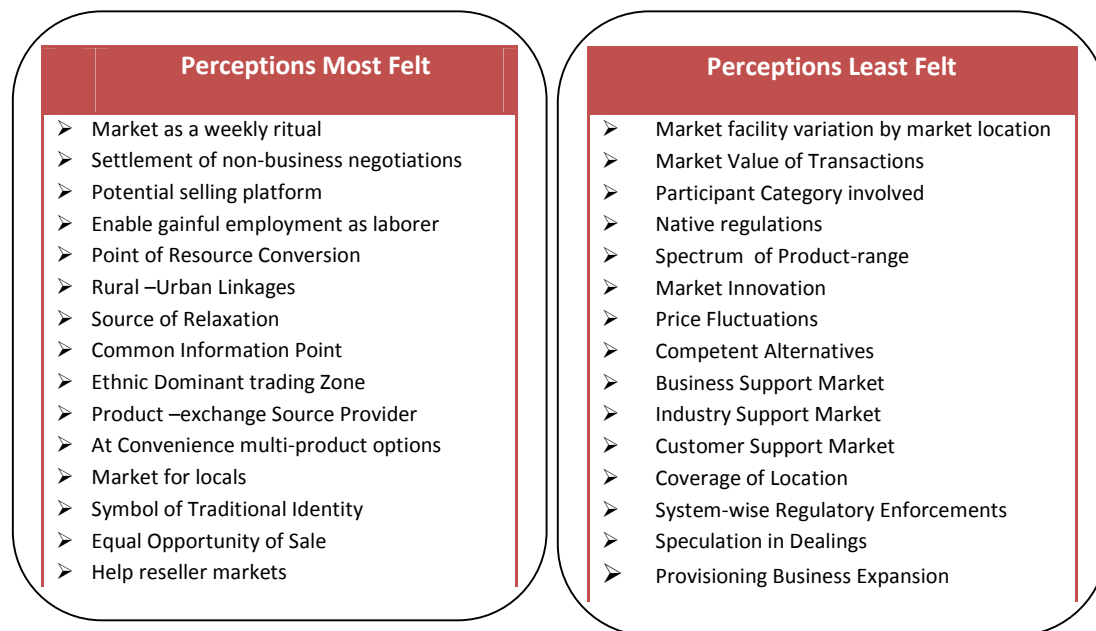 Perceptions Most Felt
➢ Market as a weekly ritual
➢ Settlement of non-business negotiations
➢ Potential selling platform
➢ Enable gainful employment as laborer
➢ Point of Resource Conversion
➢ Rural –Urban Linkages
➢ Source of Relaxation
➢ Common Information Point
➢ Ethnic Dominant trading Zone
➢ Product –exchange Source Provider
➢ At Convenience multi-product options
➢ Market for locals
➢ Symbol of Traditional Identity
➢ Equal Opportunity of Sale
➢ Help reseller markets
Perceptions Least Felt
➢ Market facility variation by market location
➢ Market Value of Transactions
➢ Participant Category involved
➢ Native regulations
➢ Spectrum of Product-range
➢ Market Innovation
➢ Price Fluctuations
➢ Competent Alternatives
➢ Business Support Market
➢ Industry Support Market
➢ Customer Support Market
➢ Coverage of Location
➢ System-wise Regulatory Enforcements
➢ Speculation in Dealings
➢ Provisioning Business Expansion